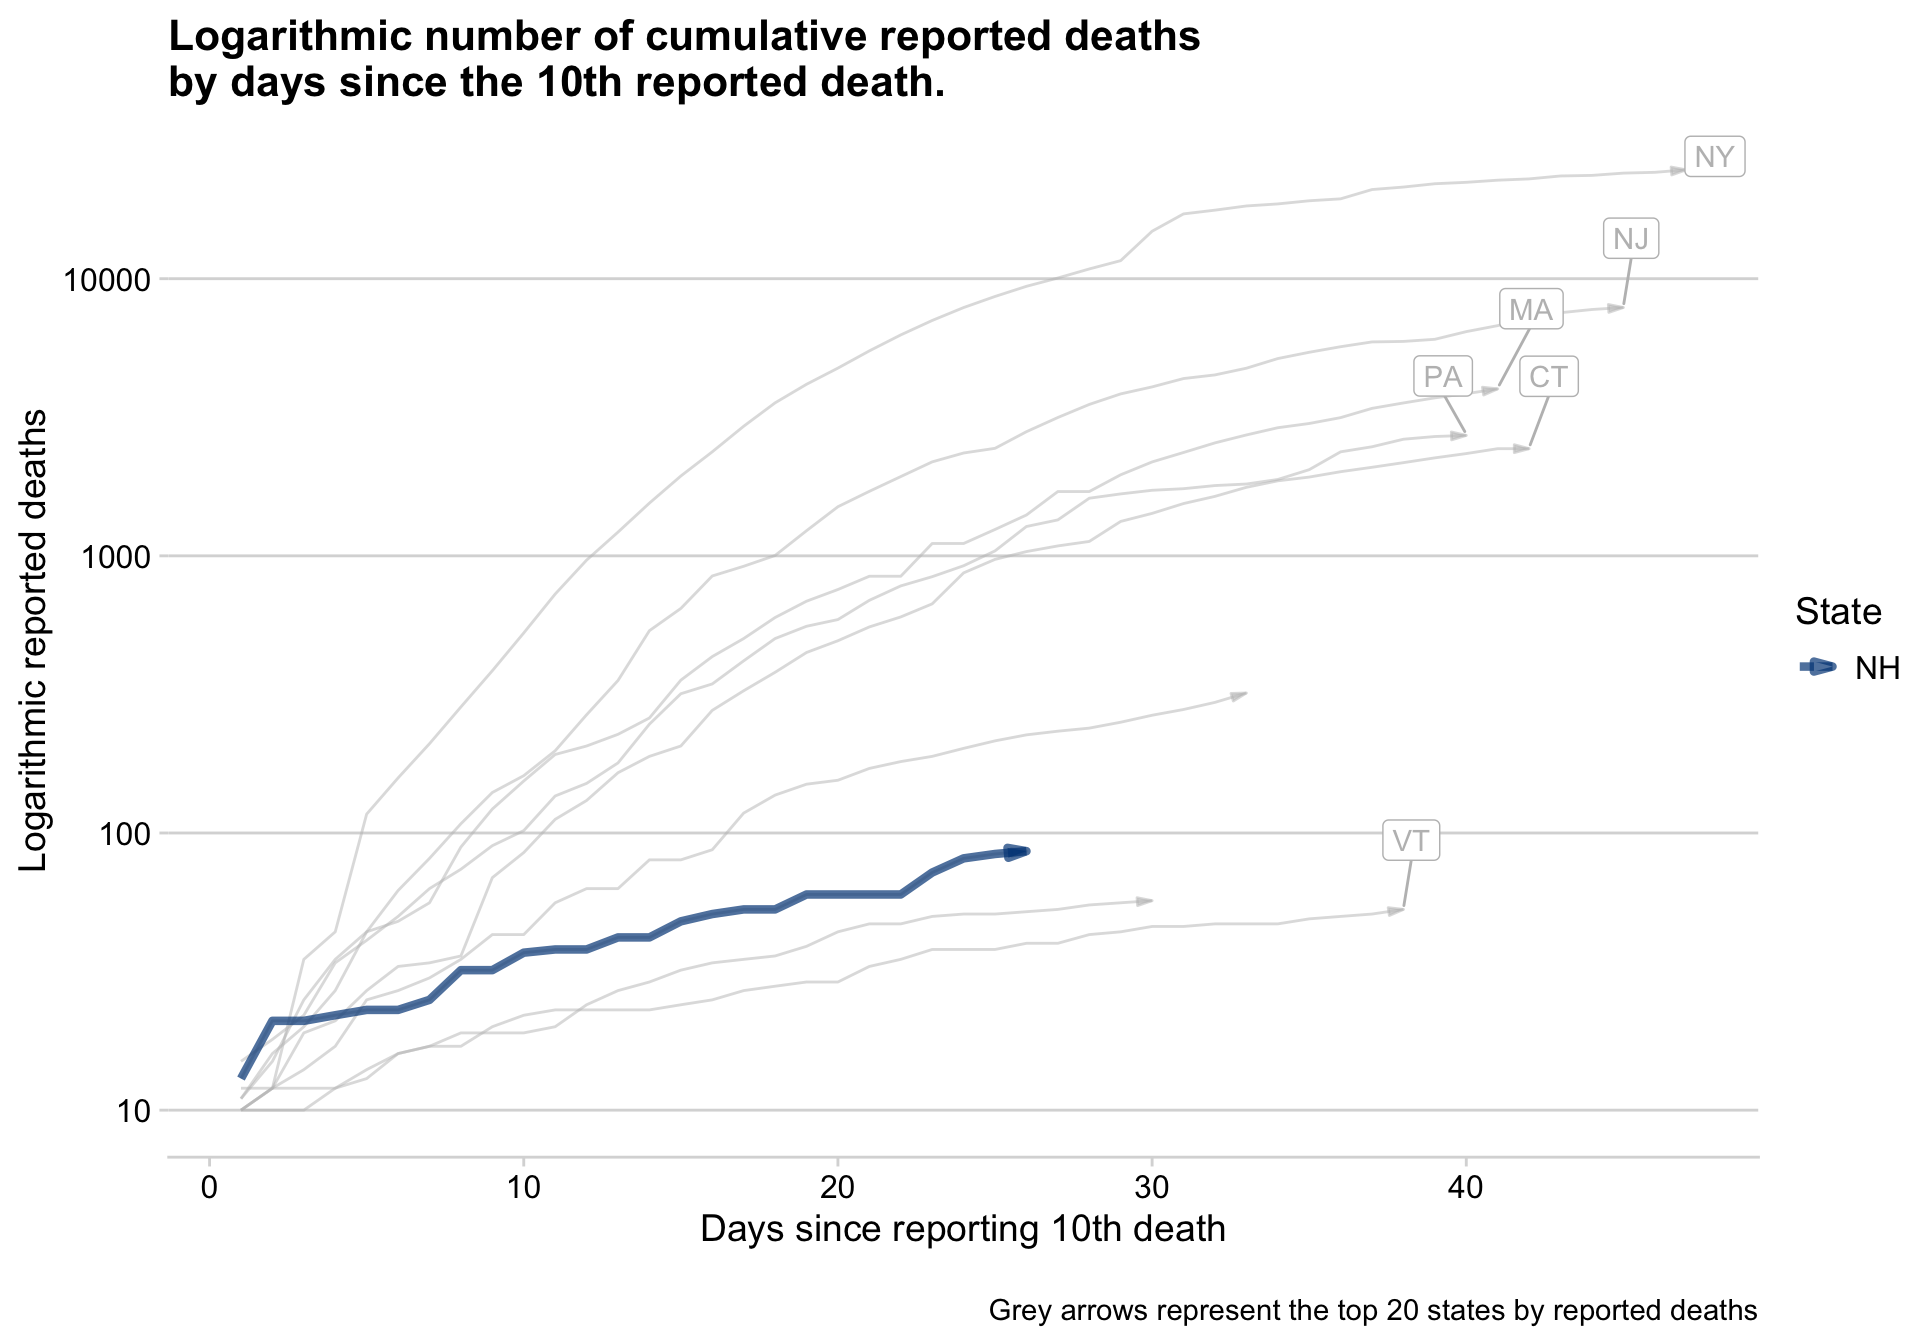 Logarithmic number of cumulative reported deaths
by days since the 10th reported death.
NY
NJ
10000
MA
PA
CT
1000
Logarithmic reported deaths
State
NH
100
VT
10
0
10
20
30
40
Days since reporting 10th death
Grey arrows represent the top 20 states by reported deaths